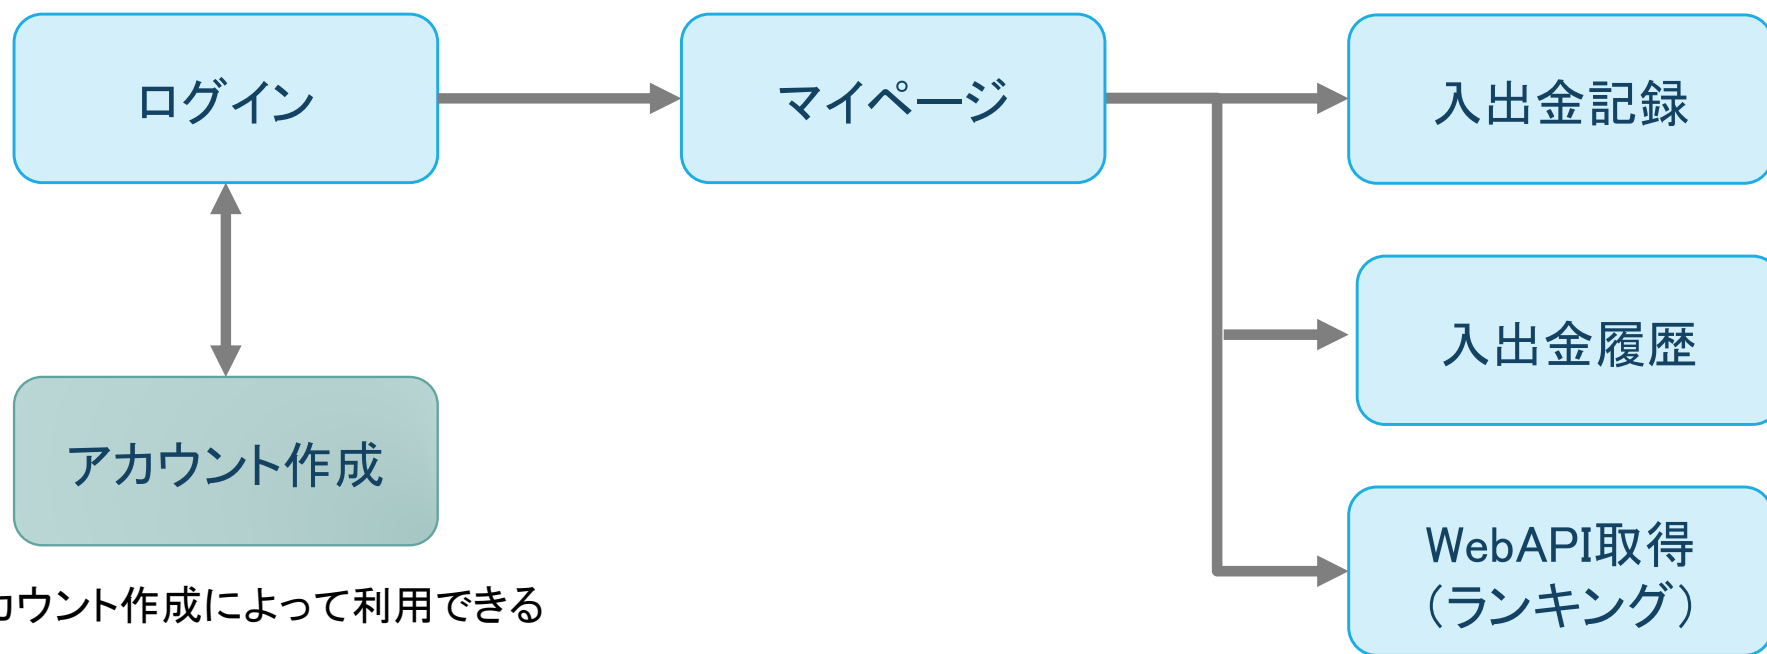 ログイン
マイページ
入出金記録
入出金履歴
アカウント作成
WebAPI取得
(ランキング)
カウント作成によって利用できる